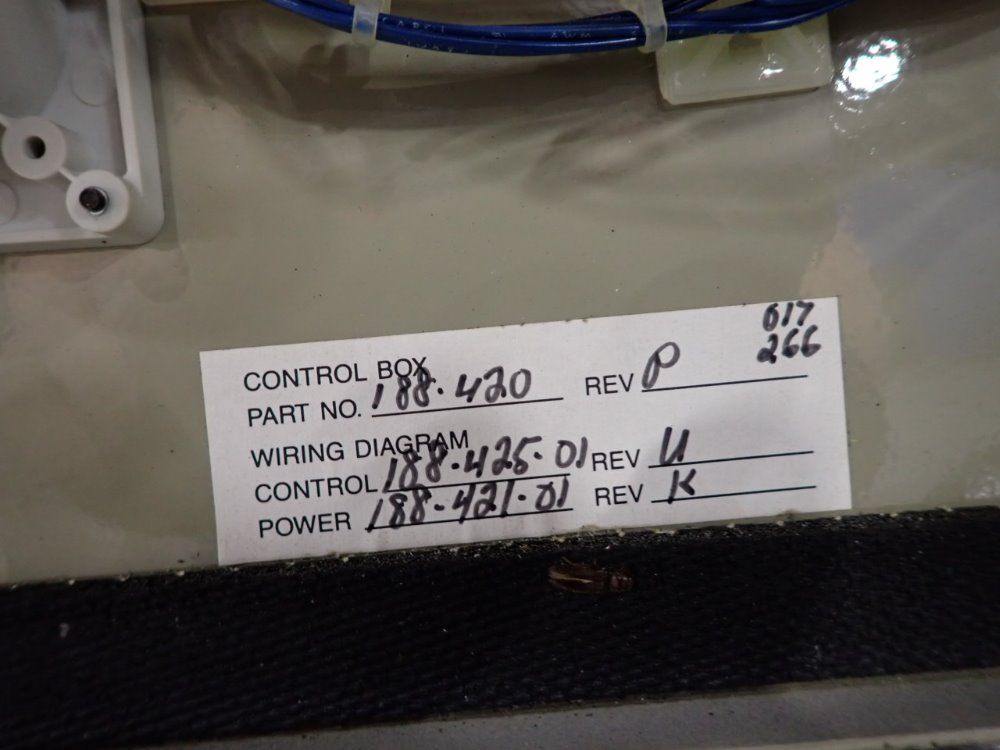 617
266
CONTROL BOX
PART NO. 188.420 REV P
WIRING DIAGRAM
CONTROL 188.425.01 REV U
POWER 188.421.01 REV K